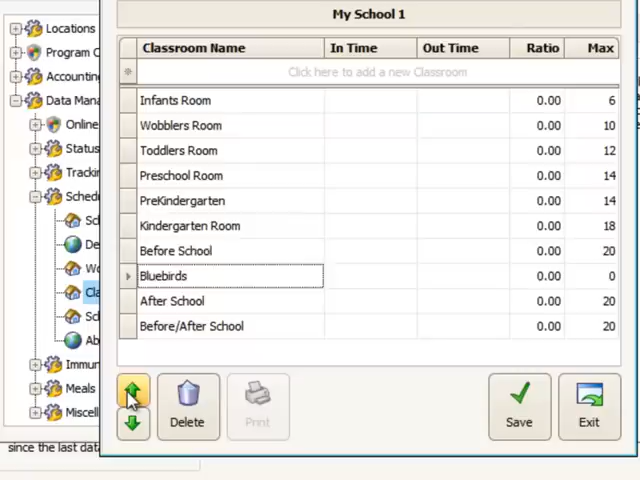 My School 1
Locations
Program C
Accounting
Data Mana
Online
Status
Trackin
Sched
Sc
De
Wo
Cla
Sc
Ab
Immun
Meals
Miscell
since the last data
Classroom Name In Time Out Time Ratio Max
Click here to add a new Classroom
Infants Room 0.00 6
Wobblers Room 0.00 10
Toddlers Room 0.00 12
Preschool Room 0.00 14
PreKindergarten 0.00 14
Kindergarten Room 0.00 18
Before School 0.00 20
Bluebirds 0.00 0
After School 0.00 20
Before/After School 0.00 20
Delete Print Save Exit